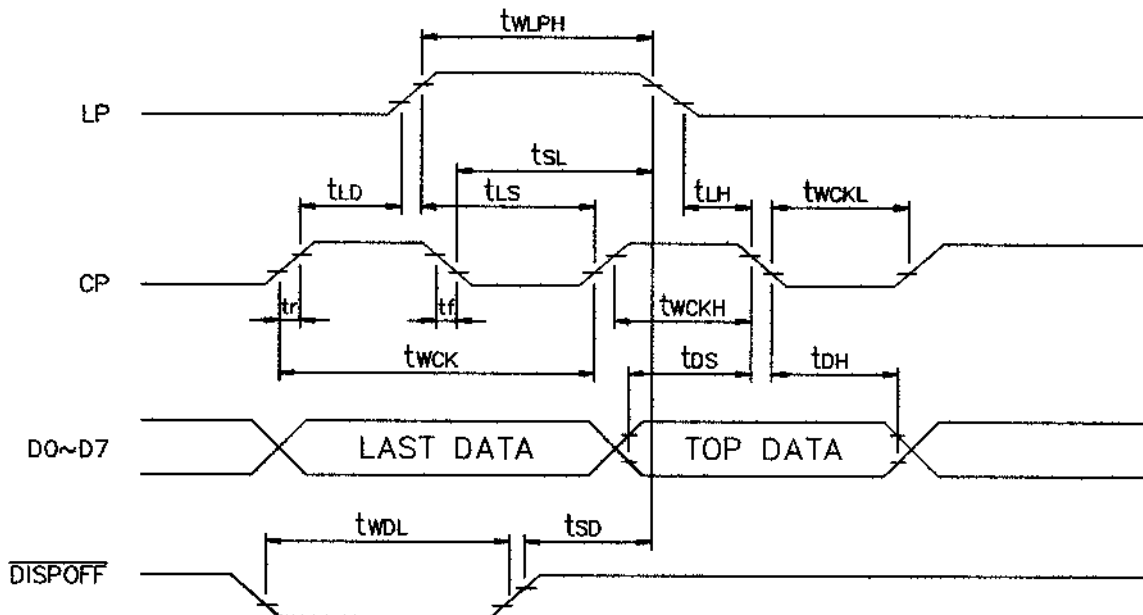 tWLPH
LP
tSL
tLD
tLS
tLH
tWCKL
CP
tr
tf
tWCKH
tWCK
tDS
tDH
D0~D7
LAST DATA
TOP DATA
tWDL
tSD
DISPOFF